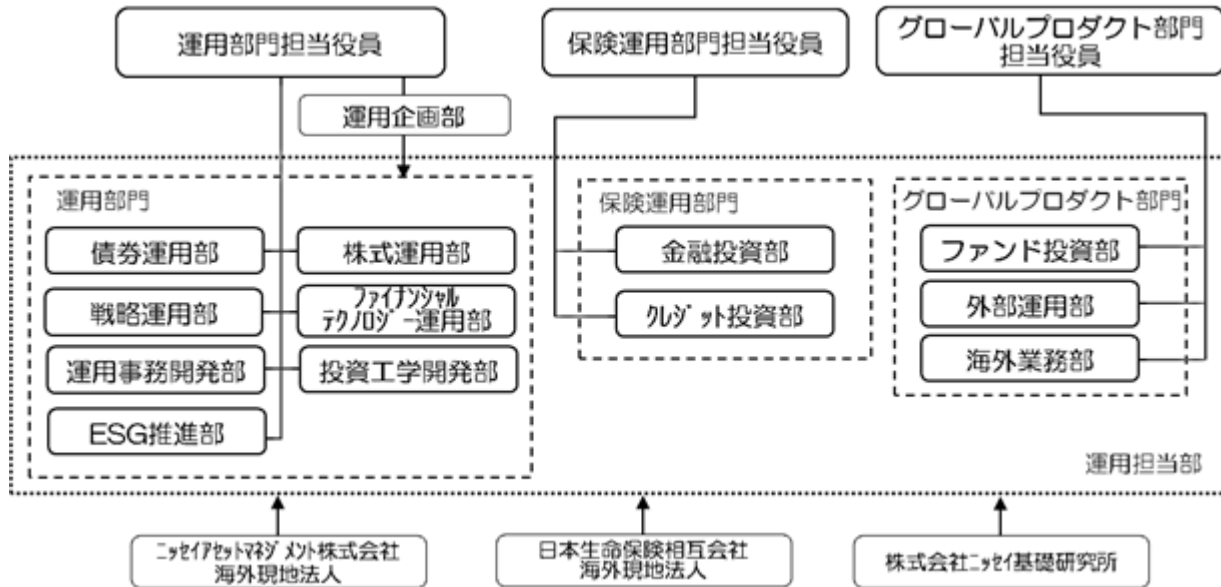 運用部門担当役員
保険運用部門担当役員
グローバルプロダクト部門
担当役員
運用企画部
運用部門
債券運用部
株式運用部
戦略運用部
ﾌｧｲﾅﾝｼｬﾙ
ﾃｸﾉﾛｼﾞｰ運用部
運用事務開発部
投資工学開発部
ESG推進部
保険運用部門
金融投資部
ｸﾚｼﾞｯﾄ投資部
グローバルプロダクト部門
ファンド投資部
外部運用部
海外業務部
運用担当部
ﾆｯｾｲｱｾｯﾄﾏﾈｼﾞﾒﾝﾄ株式会社
海外現地法人
日本生命保険相互会社
海外現地法人
株式会社ﾆｯｾｲ基礎研究所